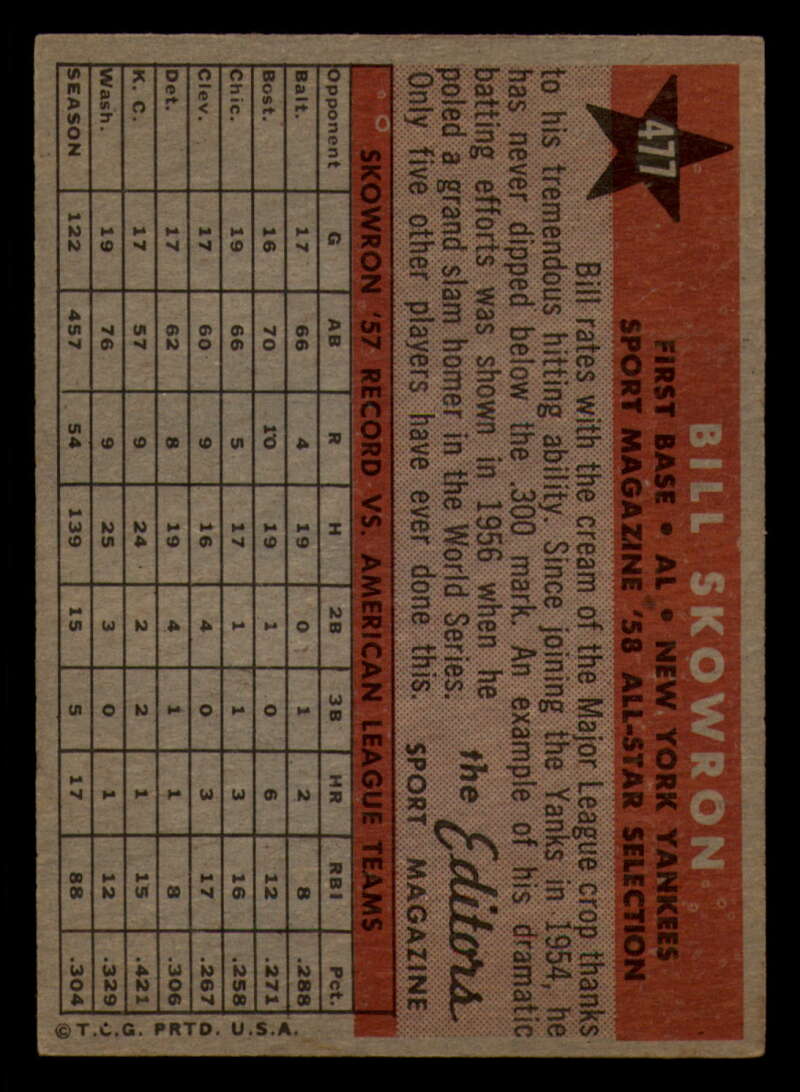 477
BILL SKOWRON
FIRST BASE • AL • NEW YORK YANKEES
SPORT MAGAZINE '58 ALL-STAR SELECTION
Bill rates with the cream of the Major League crop thanks
to his tremendous hitting ability. Since joining the Yanks in 1954, he
has never dipped below the .300 mark. An example of his dramatic
batting efforts was shown in 1956 when he
poled a grand slam homer in the World Series.
Only five other players have ever done this.
the Editors
SPORT MAGAZINE
SKOWRON '57 RECORD VS. AMERICAN LEAGUE TEAMS
Opponent G AB R H 2B 3B HR RBI Pct.
Balt. 17 66 4 19 0 1 2 8 .288
Bost. 16 70 10 19 1 0 6 12 .271
Chic. 19 66 5 17 1 1 3 16 .258
Clev. 17 60 9 16 4 0 3 17 .267
Det. 17 62 8 19 4 1 1 8 .306
K. C. 17 57 9 24 2 2 1 15 .421
Wash. 19 76 9 25 3 0 1 12 .329
SEASON 122 457 54 139 15 5 17 88 .304
© T.C.G. PRTD. U.S.A.